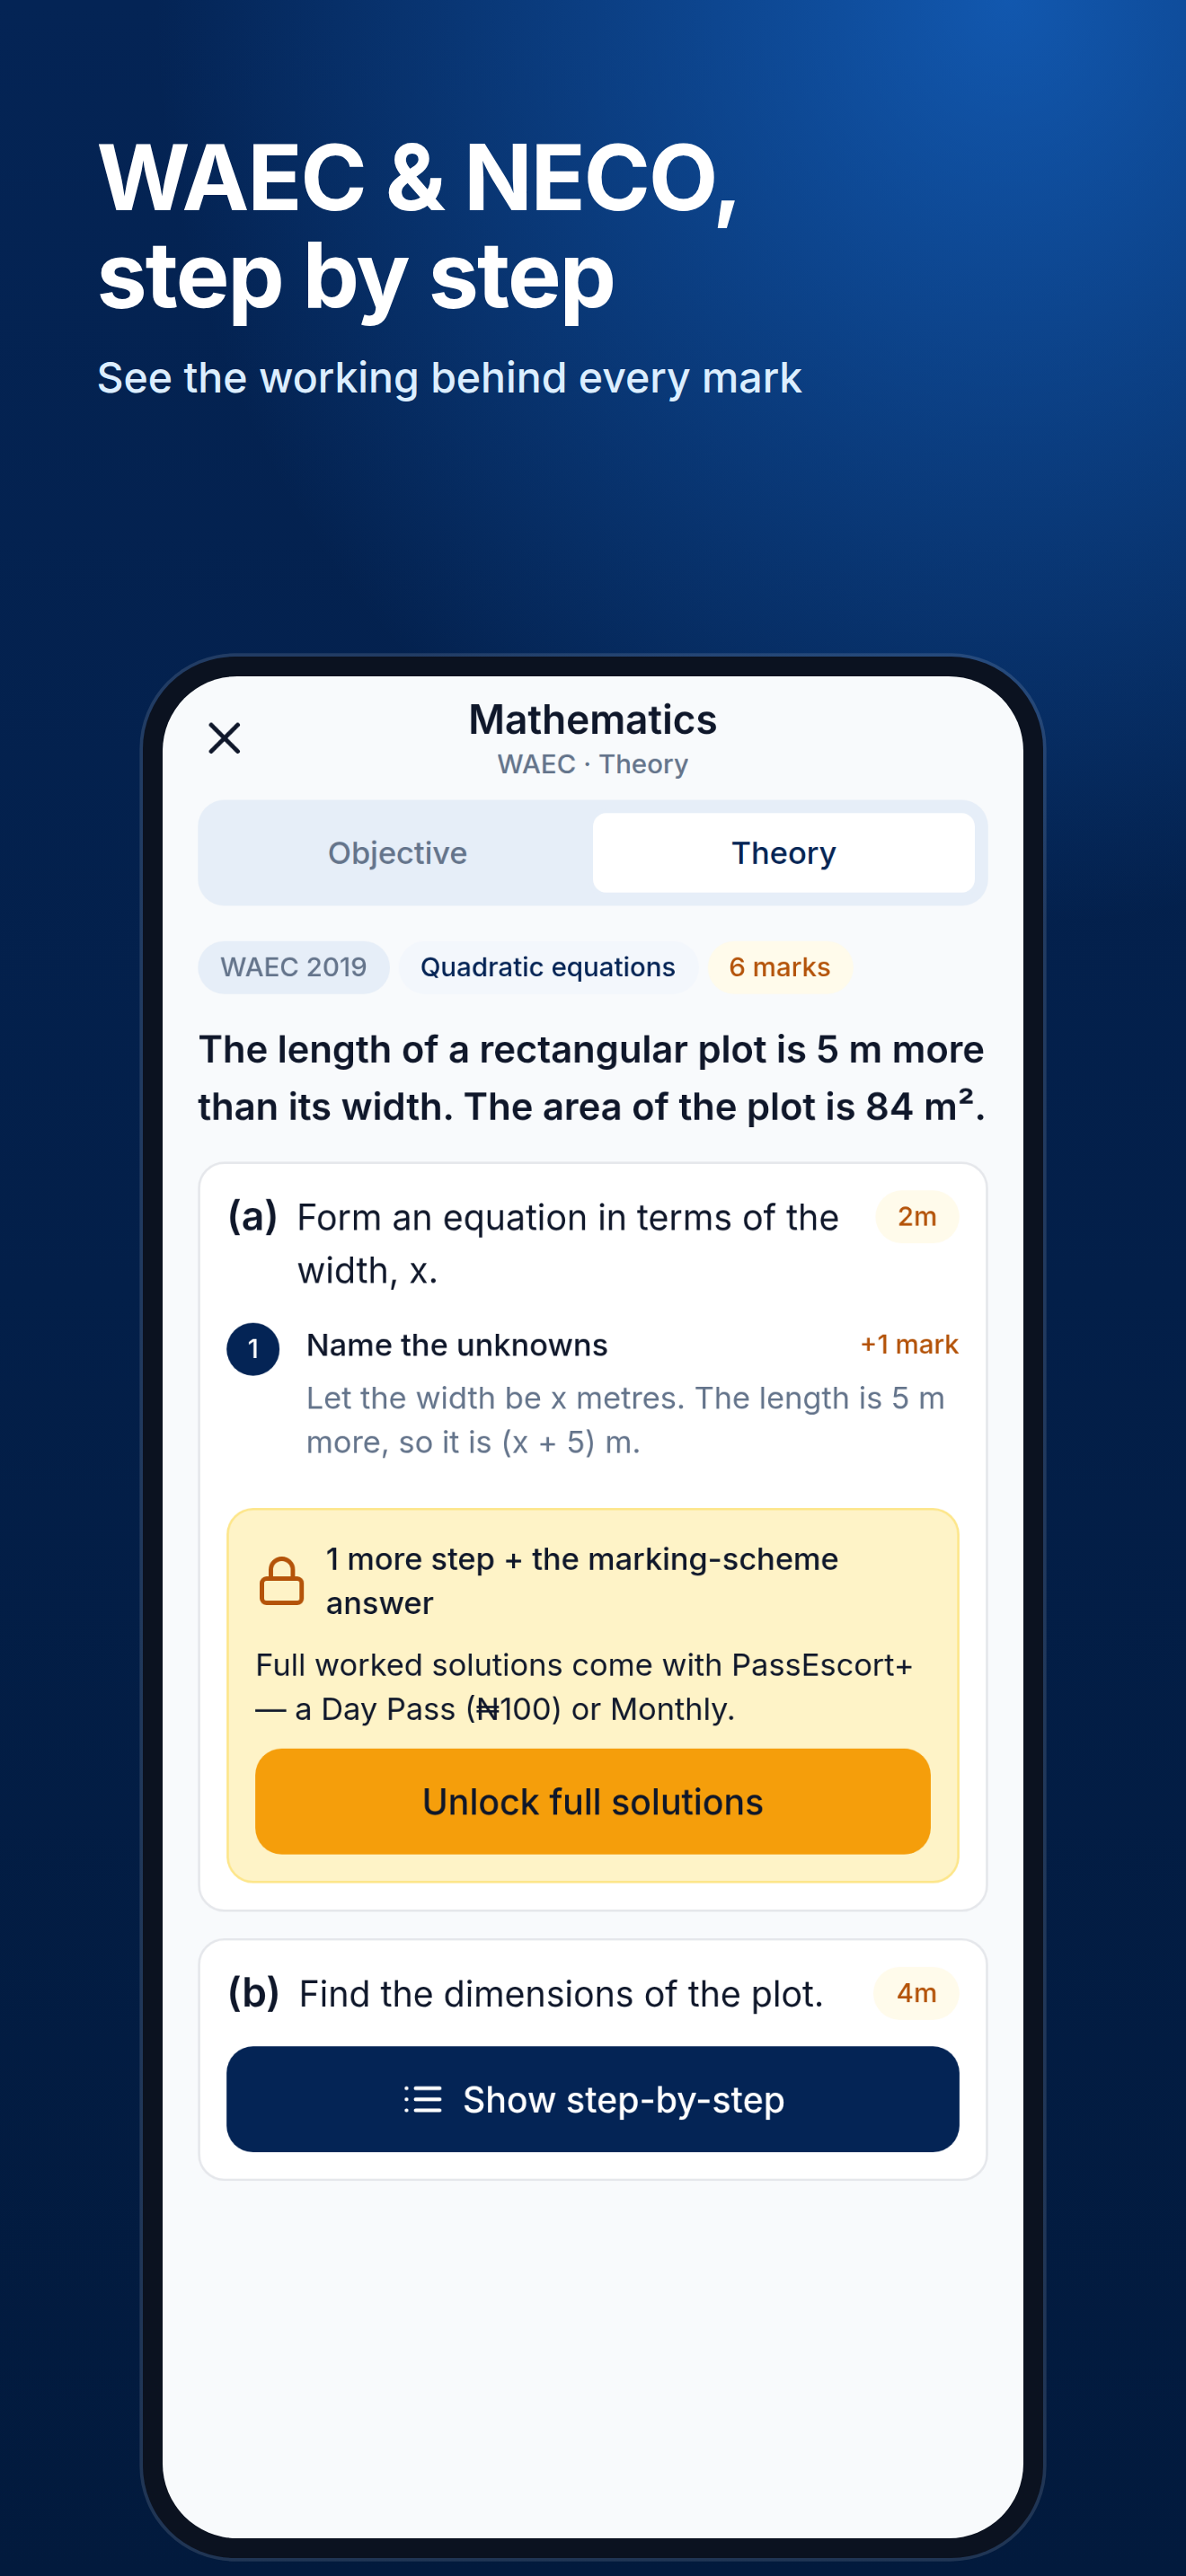 WAEC & NECO,
step by step
See the working behind every mark
Mathematics
WAEC · Theory
Objective
Theory
WAEC 2019
Quadratic equations
6 marks
The length of a rectangular plot is 5 m more
than its width. The area of the plot is 84 m².
(a) Form an equation in terms of the
width, x.
2m
1
Name the unknowns
+1 mark
Let the width be x metres. The length is 5 m
more, so it is (x + 5) m.
1 more step + the marking-scheme
answer
Full worked solutions come with PassEscort+
— a Day Pass (₦100) or Monthly.
Unlock full solutions
(b) Find the dimensions of the plot.
4m
Show step-by-step